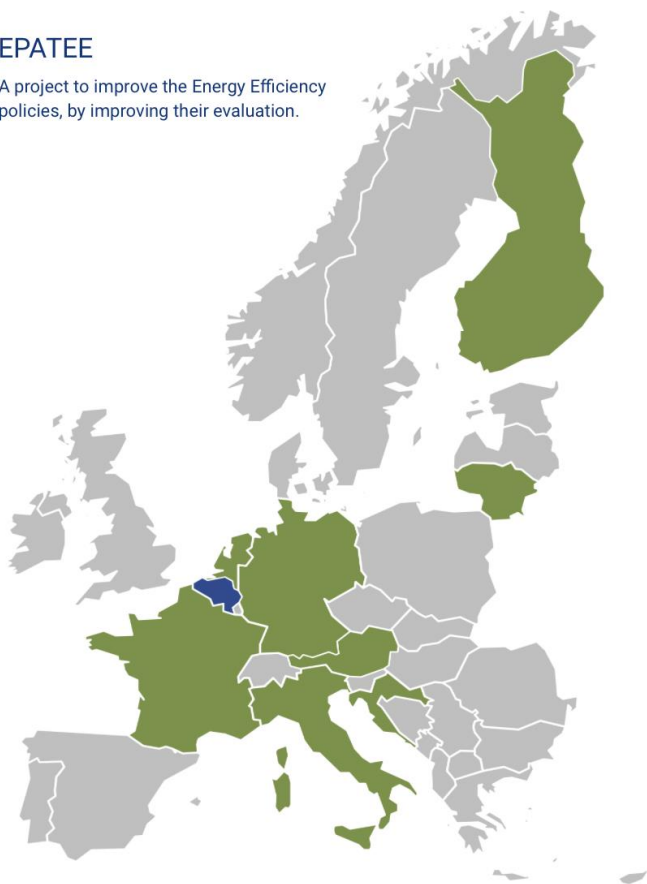 EPATEE
A project to improve the Energy Efficiency
policies, by improving their evaluation.